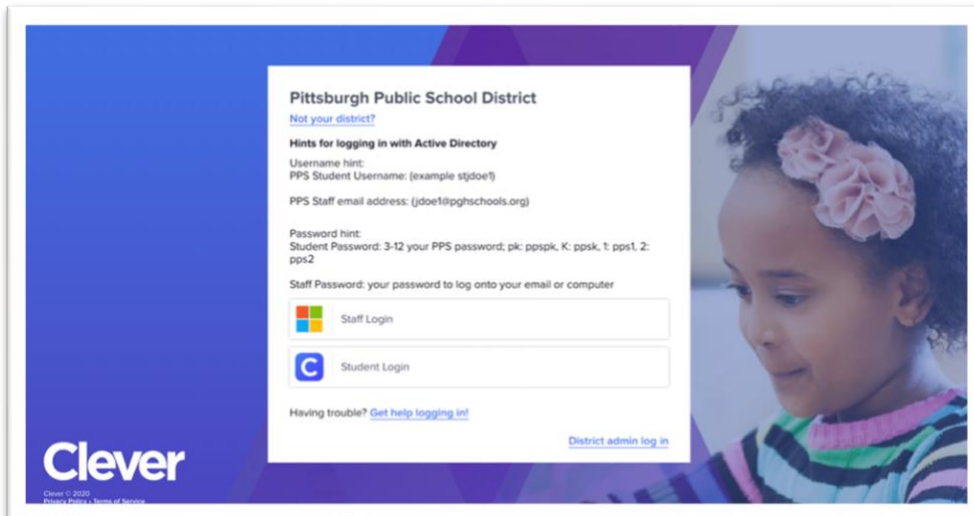 Pittsburgh Public School District
Not your district?
Hints for logging in with Active Directory
Username hint:
PPS Student Username: (example stjdoe1)
PPS Staff email address: (jdoe1@pghschools.org)
Password hint:
Student Password: 3-12 your PPS password; pk: ppspk, K: ppsk, 1: pps1, 2:
pps2
Staff Password: your password to log onto your email or computer
Staff Login
C Student Login
Having trouble? Get help logging in!
District admin log in
Clever
Clever © 2020
Privacy Policy • Terms of Service